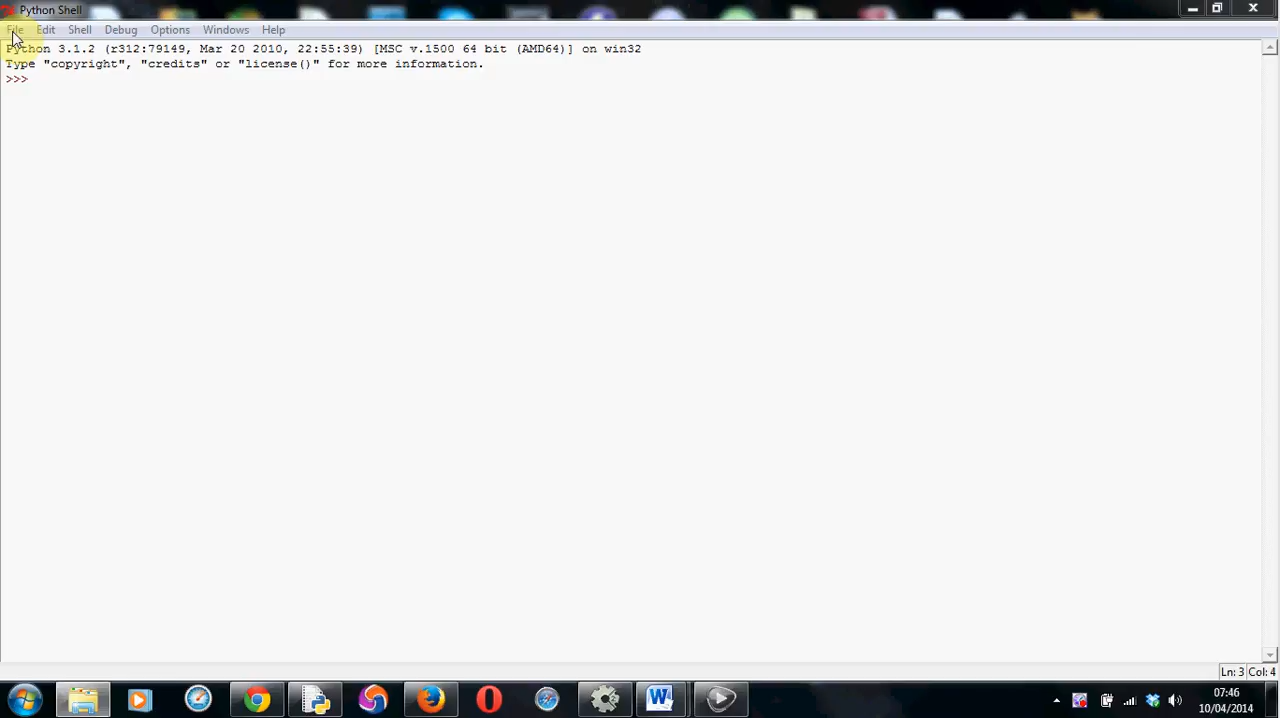 Python Shell
File Edit Shell Debug Options Windows Help
Python 3.1.2 (r312:79149, Mar 20 2010, 22:55:39) [MSC v.1500 64 bit (AMD64)] on win32
Type "copyright", "credits" or "license()" for more information.
>>>
Ln: 3 Col: 4
07:46
10/04/2014